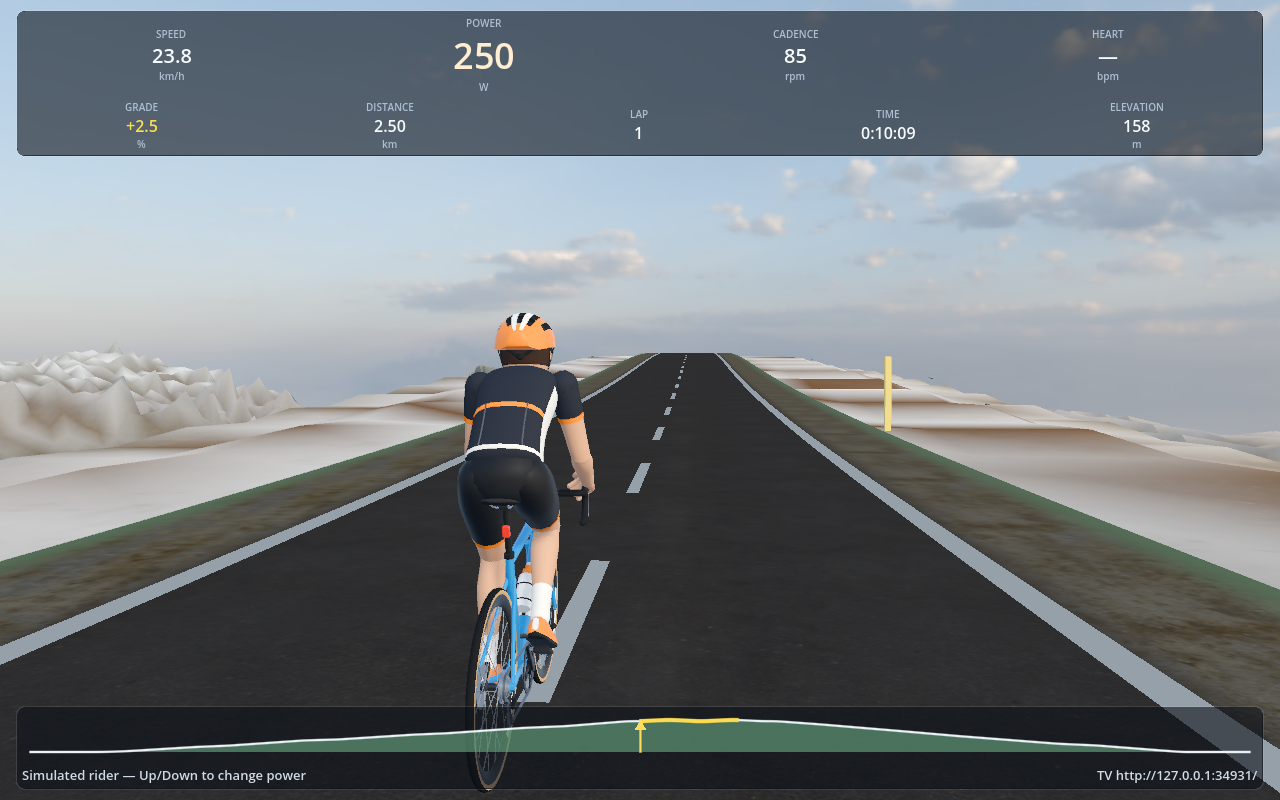 SPEED
23.8
km/h
POWER
250
W
CADENCE
85
rpm
HEART
—
bpm
GRADE
+2.5
%
DISTANCE
2.50
km
LAP
1
TIME
0:10:09
ELEVATION
158
m
Simulated rider — Up/Down to change power
TV http://127.0.0.1:34931/